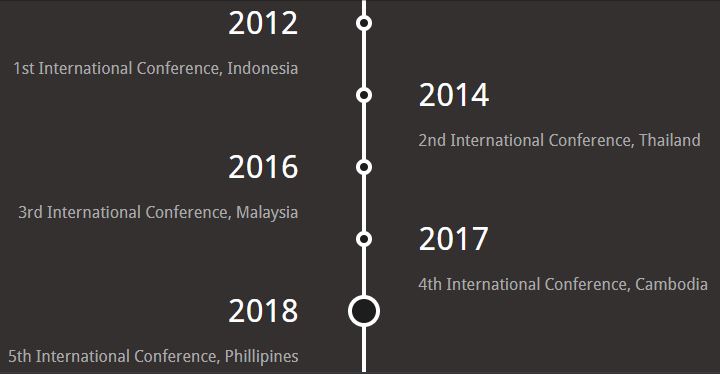 2012
1st International Conference, Indonesia
2014
2nd International Conference, Thailand
2016
3rd International Conference, Malaysia
2017
4th International Conference, Cambodia
2018
5th International Conference, Phillipines